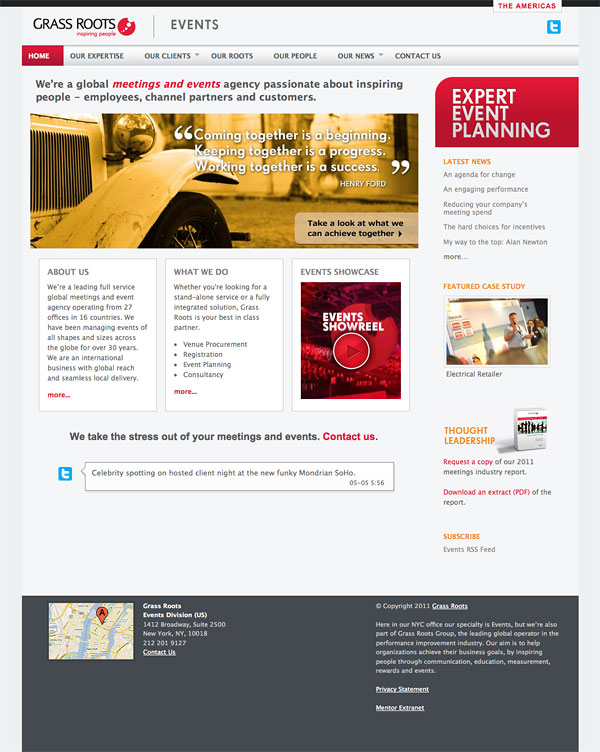 THE AMERICAS
GRASS ROOTS
inspiring people
EVENTS
HOME
OUR EXPERTISE
OUR CLIENTS
OUR ROOTS
OUR PEOPLE
OUR NEWS
CONTACT US
We're a global meetings and events agency passionate about inspiring
people – employees, channel partners and customers.
“Coming together is a beginning.
Keeping together is a progress.
Working together is a success.”
HENRY FORD
Take a look at what we
can achieve together
ABOUT US
We're a leading full service
global meetings and event
agency operating from 27
offices in 16 countries. We
have been managing events of
all shapes and sizes across
the globe for over 30 years.
We are an international
business with global reach
and seamless local delivery.
more...
WHAT WE DO
Whether you're looking for a
stand-alone service or a fully
integrated solution, Grass
Roots is your best in class
partner.
• Venue Procurement
• Registration
• Event Planning
• Consultancy
more...
EVENTS SHOWCASE
EVENTS
SHOWREEL
We take the stress out of your meetings and events. Contact us.
Celebrity spotting on hosted client night at the new funky Mondrian SoHo.
05-05 5:56
EXPERT
EVENT
PLANNING
LATEST NEWS
An agenda for change
An engaging performance
Reducing your company's
meeting spend
The hard choices for incentives
My way to the top: Alan Newton
more...
FEATURED CASE STUDY
Electrical Retailer
THOUGHT
LEADERSHIP
Request a copy of our 2011
meetings industry report.
Download an extract (PDF) of the
report.
SUBSCRIBE
Events RSS Feed
A
Grass Roots
Events Division (US)
1412 Broadway, Suite 2500
New York, NY, 10018
212 201 9127
Contact Us
© Copyright 2011 Grass Roots
Here in our NYC office our specialty is Events, but we're also
part of Grass Roots Group, the leading global operator in the
performance improvement industry. Our aim is to help
organizations achieve their business goals, by inspiring
people through communication, education, measurement,
rewards and events.
Privacy Statement
Mentor Extranet